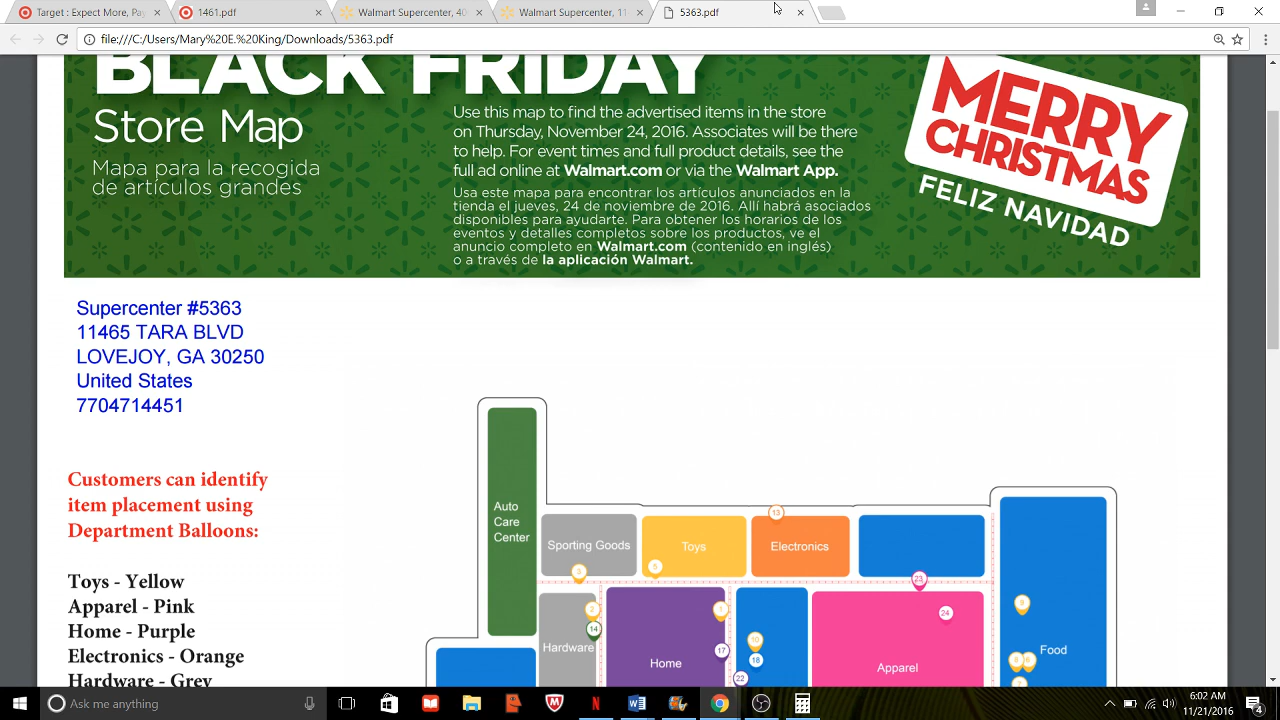 Target : Expect More, Pay
1461.pdf
Walmart Supercenter, 40
Walmart Supercenter, 11
5363.pdf
file:///C:/Users/Mary%20E.%20King/Downloads/5363.pdf
BLACK FRIDAY
Store Map
Mapa para la recogida
de artículos grandes
Use this map to find the advertised items in the store
on Thursday, November 24, 2016. Associates will be there
to help. For event times and full product details, see the
full ad online at Walmart.com or via the Walmart App.
Usa este mapa para encontrar los artículos anunciados en la
tienda el jueves, 24 de noviembre de 2016. Allí habrá asociados
disponibles para ayudarte. Para obtener los horarios de los
eventos y detalles completos sobre los productos, ve el
anuncio completo en Walmart.com (contenido en inglés)
o a través de la aplicación Walmart.
MERRY
CHRISTMAS
FELIZ NAVIDAD
Supercenter #5363
11465 TARA BLVD
LOVEJOY, GA 30250
United States
7704714451
Customers can identify
item placement using
Department Balloons:
Toys - Yellow
Apparel - Pink
Home - Purple
Electronics - Orange
Hardware - Grey
Auto
Care
Center
Sporting Goods
Toys
Electronics
13
3
5
23
Hardware
2
14
Home
1
17
22
10
18
Apparel
24
Food
9
8
6
7
Ask me anything
6:02 AM
11/21/2016
4